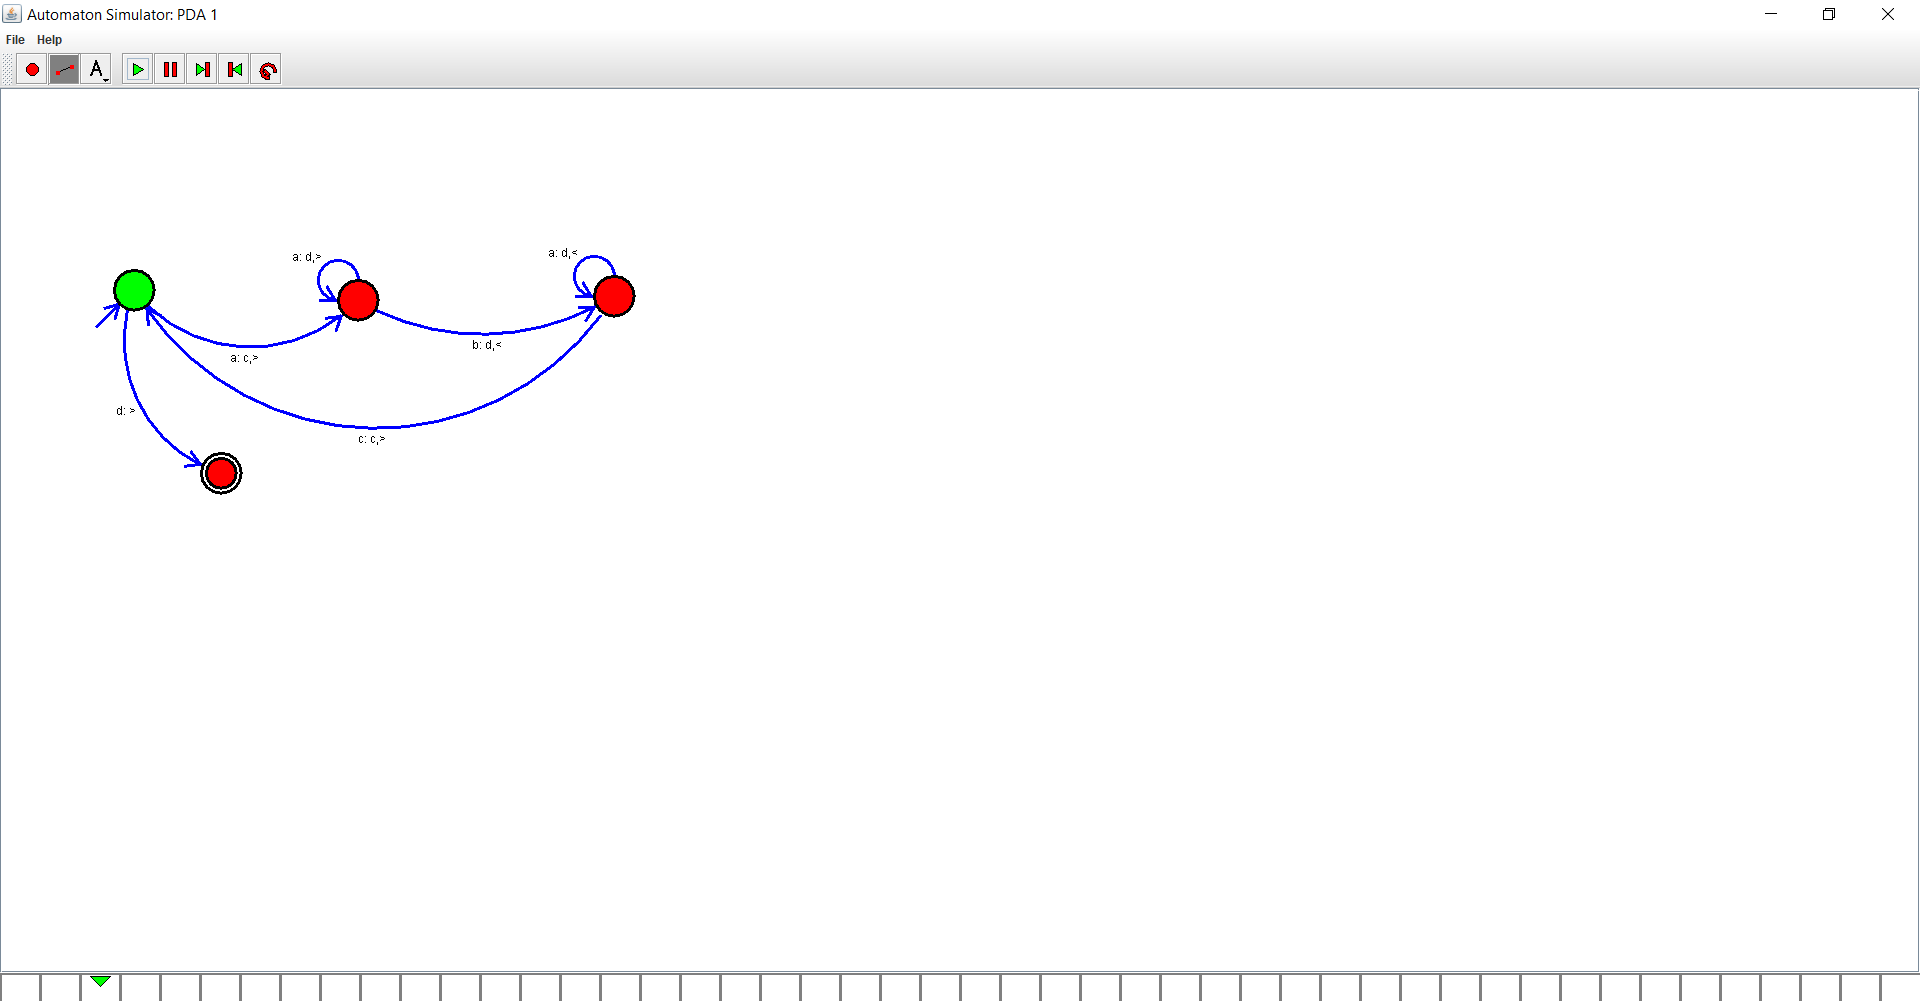 Automaton Simulator: PDA 1
File Help
A
a: d,>
a: d,<
a: c,>
b: d,<
d: >
c: c,>